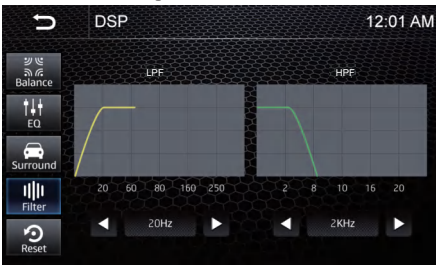 DSP
12:01 AM
Balance
EQ
Surround
Filter
Reset
LPF
20 60 80 160 250
20Hz
HPF
2 8 10 16 20
2KHz